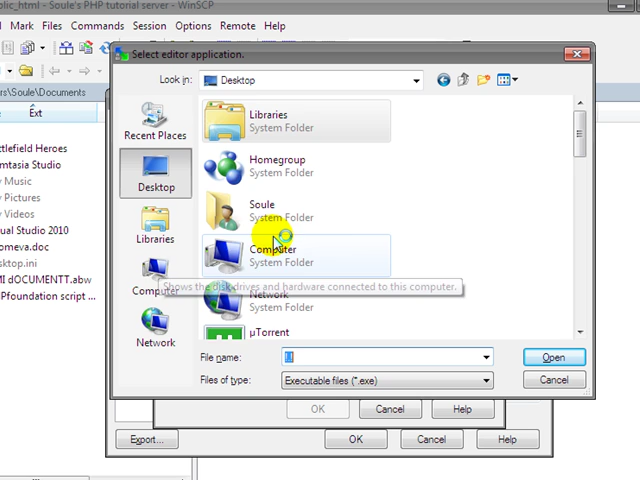 blic_html - Soule's PHP tutorial server - WinSCP
Mark Files Commands Session Options Remote Help
Select editor application.
Look in: Desktop
rs\Soule\Documents
Ext
Libraries
System Folder
Recent Places
ttlefield Heroes
mtasia Studio
y Music
y Pictures
y Videos
sual Studio 2010
omeva.doc
sktop.ini
MI dOCUMENTT.abw
Pfoundation script ...
Homegroup
System Folder
Desktop
Soule
System Folder
Libraries
Computer
System Folder
Computer
Shows the disk drives and hardware connected to this computer.
Network
System Folder
Network
µTorrent
File name:
Open
Files of type: Executable files (*.exe)
Cancel
OK Cancel Help
Export... OK Cancel Help